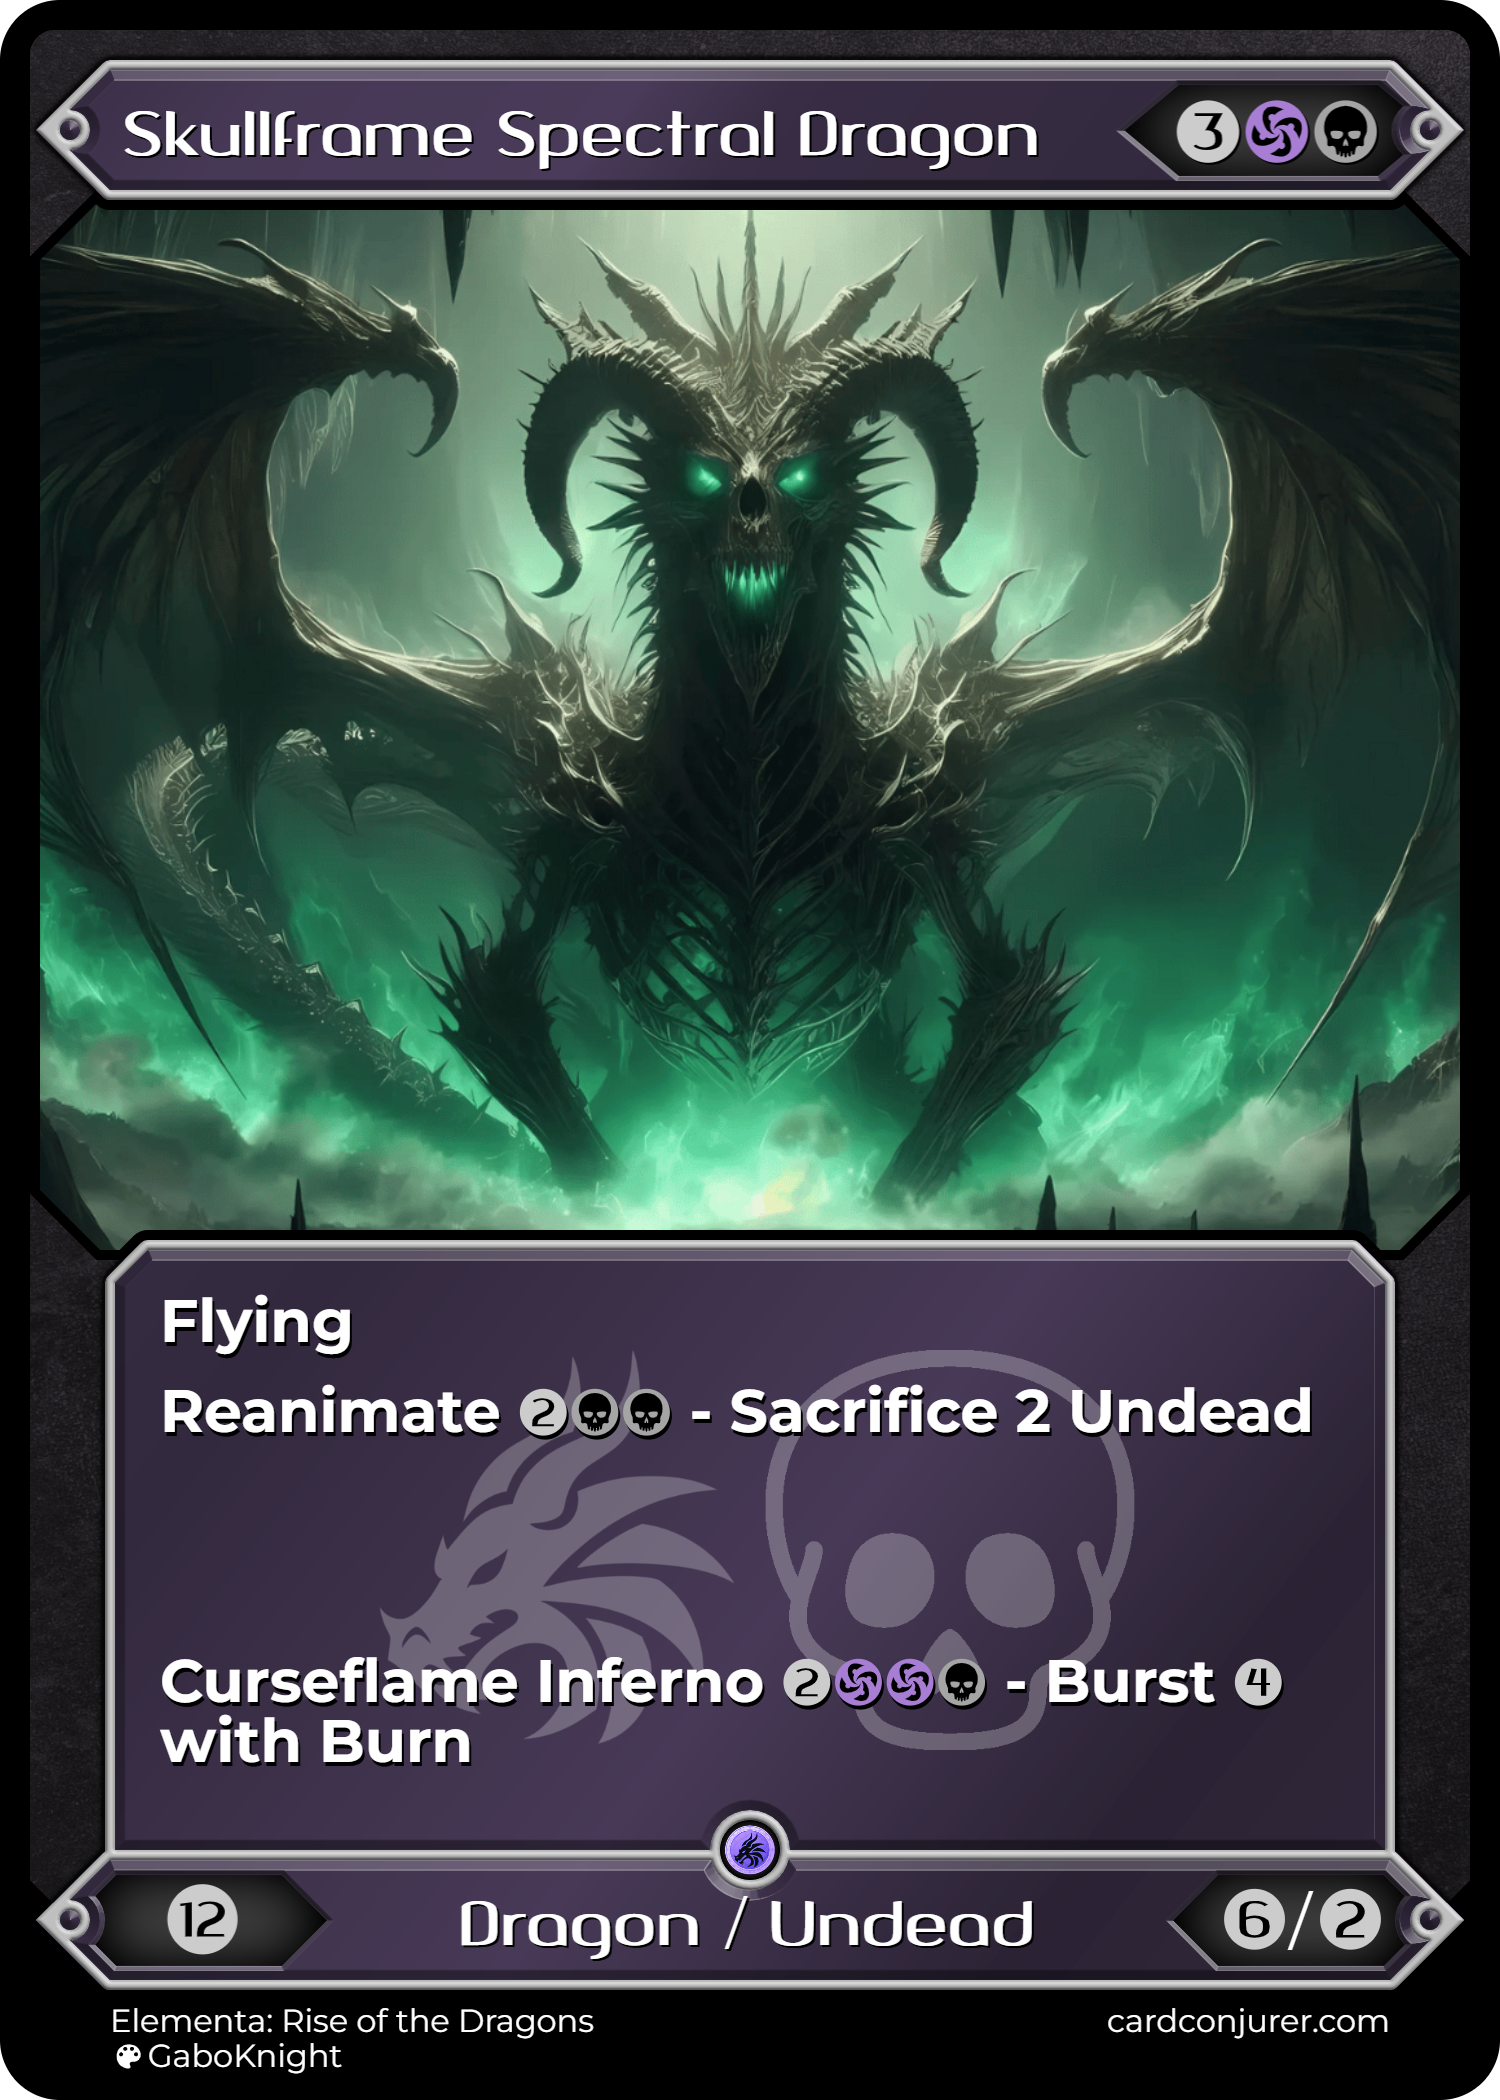 Skullframe Spectral Dragon 3
Flying
Reanimate 2 - Sacrifice 2 Undead
Curseflame Inferno 2 - Burst 4
with Burn
12 Dragon / Undead 6/2
Elementa: Rise of the Dragons cardconjurer.com
GaboKnight